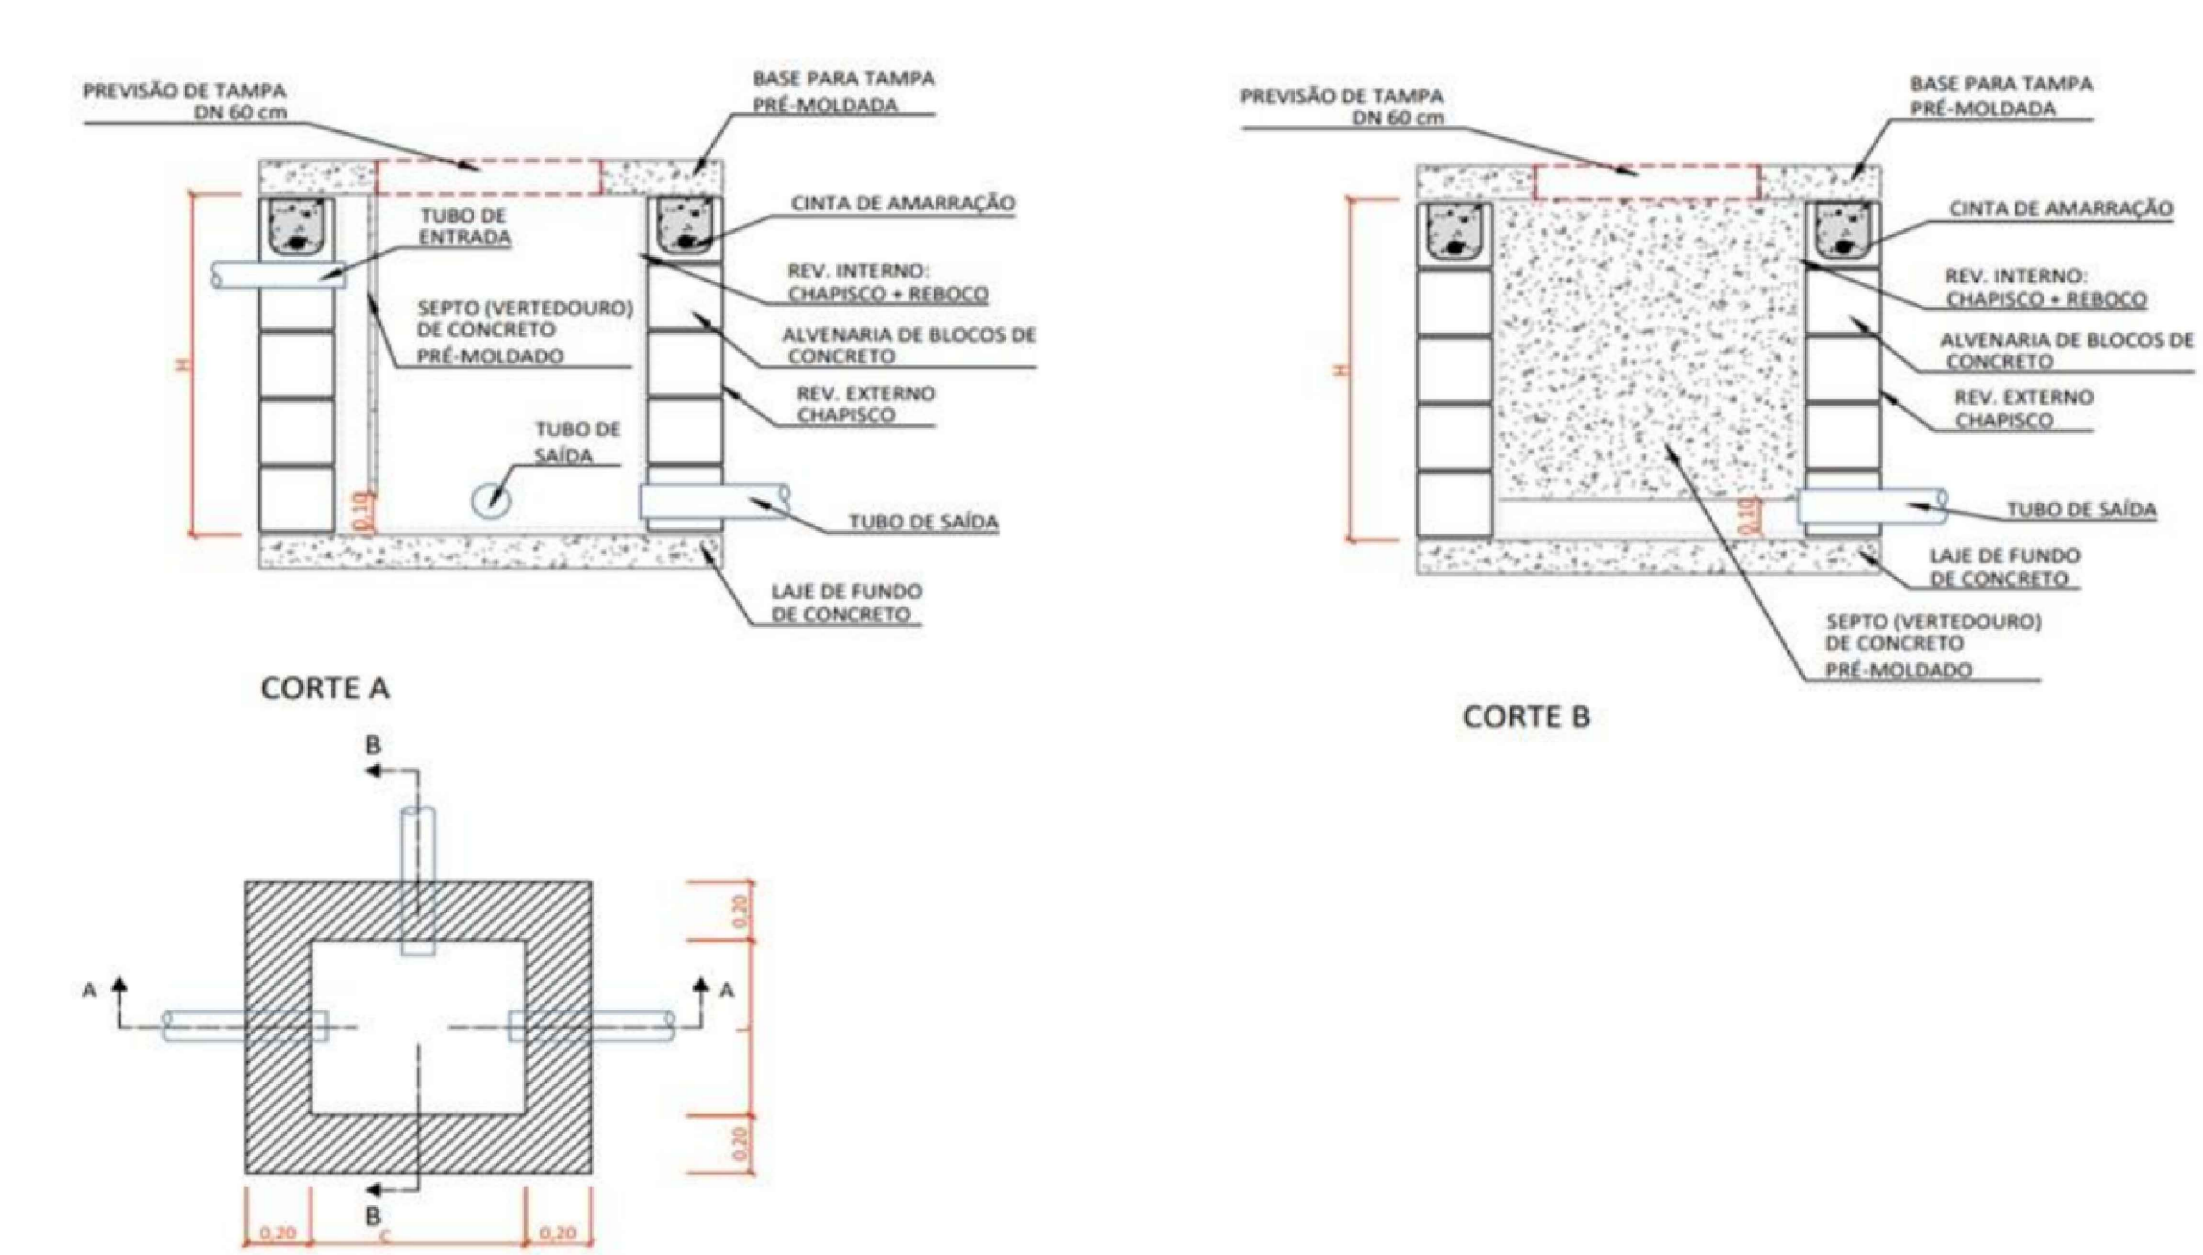 PREVISÃO DE TAMPA
DN 60 cm
BASE PARA TAMPA
PRÉ-MOLDADA
TUBO DE
ENTRADA
CINTA DE AMARRAÇÃO
REV. INTERNO:
CHAPISCO + REBOCO
SEPTO (VERTEDOURO)
DE CONCRETO
PRÉ-MOLDADO
ALVENARIA DE BLOCOS DE
CONCRETO
REV. EXTERNO
CHAPISCO
TUBO DE
SAÍDA
TUBO DE SAÍDA
LAJE DE FUNDO
DE CONCRETO
H
0,10
CORTE A
PREVISÃO DE TAMPA
DN 60 cm
BASE PARA TAMPA
PRÉ-MOLDADA
CINTA DE AMARRAÇÃO
REV. INTERNO:
CHAPISCO + REBOCO
ALVENARIA DE BLOCOS DE
CONCRETO
REV. EXTERNO
CHAPISCO
TUBO DE SAÍDA
LAJE DE FUNDO
DE CONCRETO
SEPTO (VERTEDOURO)
DE CONCRETO
PRÉ-MOLDADO
H
0,10
CORTE B
B
A
A
B
0,20
L
0,20
0,20
C
0,20